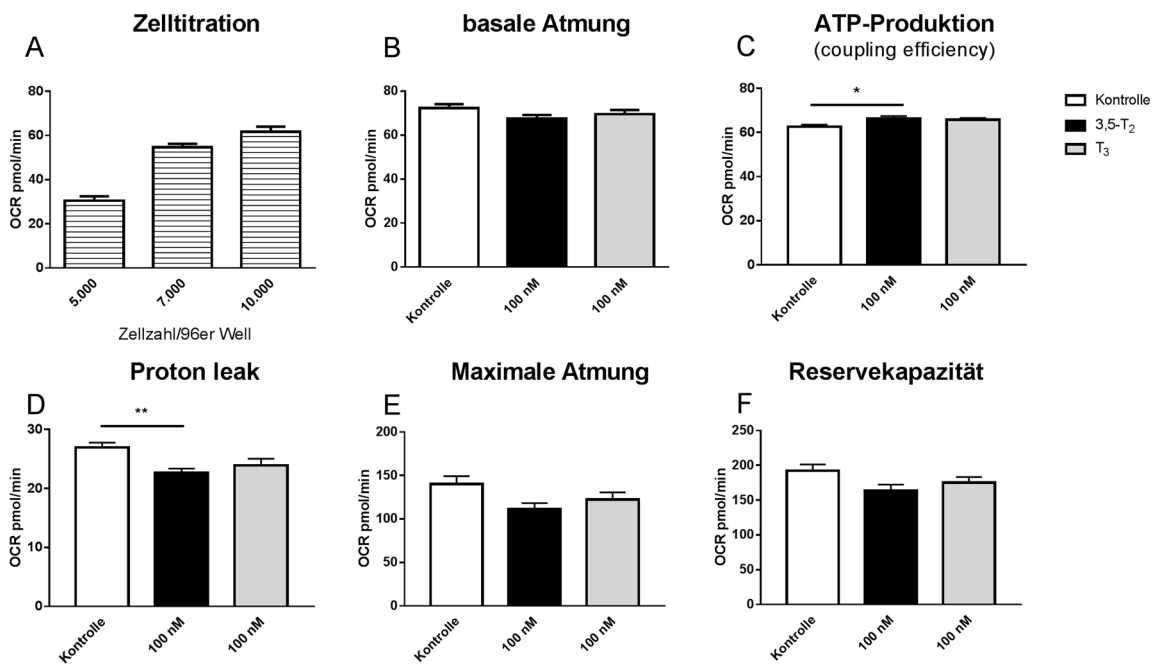 Zelltitration
A
OCR pmol/min
80
60
40
20
0
5.000
7.000
10.000
Zellzahl/96er Well
basale Atmung
B
OCR pmol/min
80
60
40
20
0
Kontrolle
100 nM
100 nM
ATP-Produktion
(coupling efficiency)
C
OCR pmol/min
80
60
40
20
0
*
Kontrolle
100 nM
100 nM
Kontrolle
3,5-T₂
T₃
Proton leak
D
OCR pmol/min
30
20
10
0
**
Kontrolle
100 nM
100 nM
Maximale Atmung
E
OCR pmol/min
200
150
100
50
0
Kontrolle
100 nM
100 nM
Reservekapazität
F
OCR pmol/min
250
200
150
100
50
0
Kontrolle
100 nM
100 nM